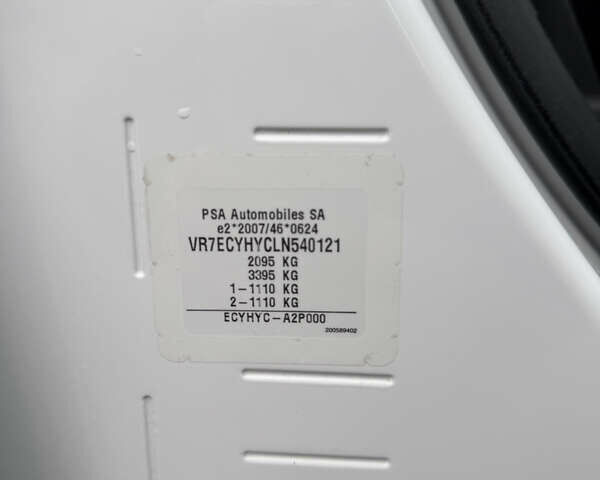 PSA Automobiles SA
e2*2007/46*0624
VR7ECYHYCLN540121
2095 KG
3395 KG
1-1110 KG
2-1110 KG
ECYHYC-A2P000
200589402